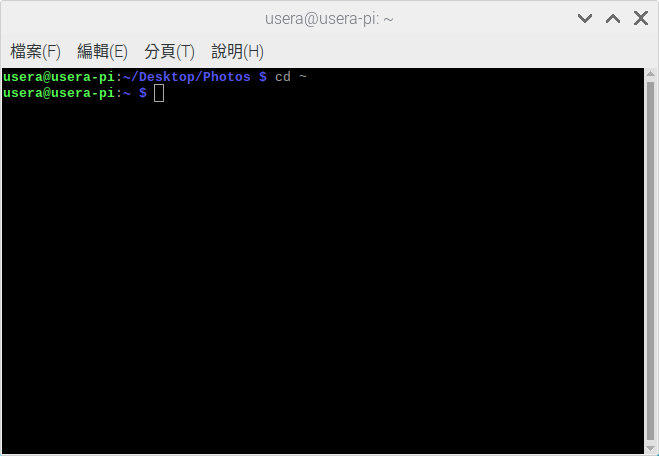 usera@usera-pi: ~
檔案(F) 編輯(E) 分頁(T) 說明(H)
usera@usera-pi:~/Desktop/Photos $ cd ~
usera@usera-pi:~ $